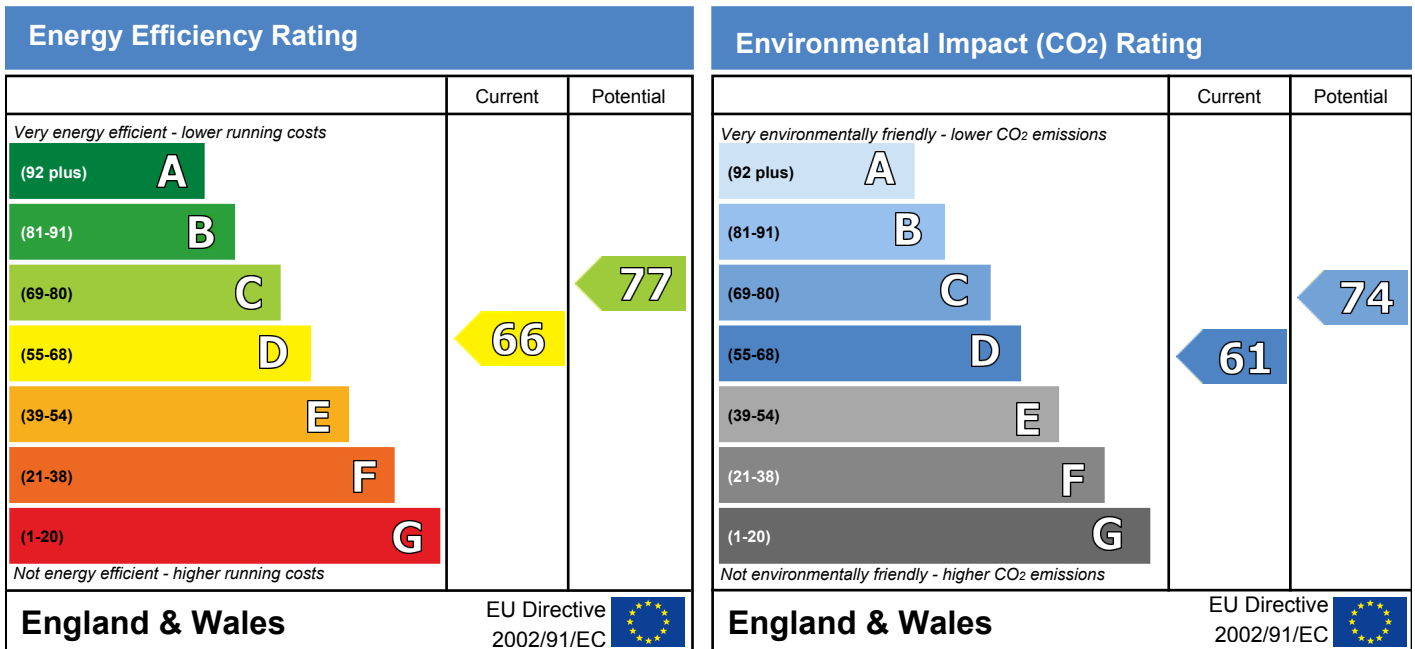 Energy Efficiency Rating
Current Potential
Very energy efficient - lower running costs
(92 plus) A
(81-91) B
(69-80) C
77
(55-68) D
66
(39-54) E
(21-38) F
(1-20) G
Not energy efficient - higher running costs
England & Wales
EU Directive
2002/91/EC
Environmental Impact (CO2) Rating
Current Potential
Very environmentally friendly - lower CO2 emissions
(92 plus) A
(81-91) B
(69-80) C
74
(55-68) D
61
(39-54) E
(21-38) F
(1-20) G
Not environmentally friendly - higher CO2 emissions
England & Wales
EU Directive
2002/91/EC